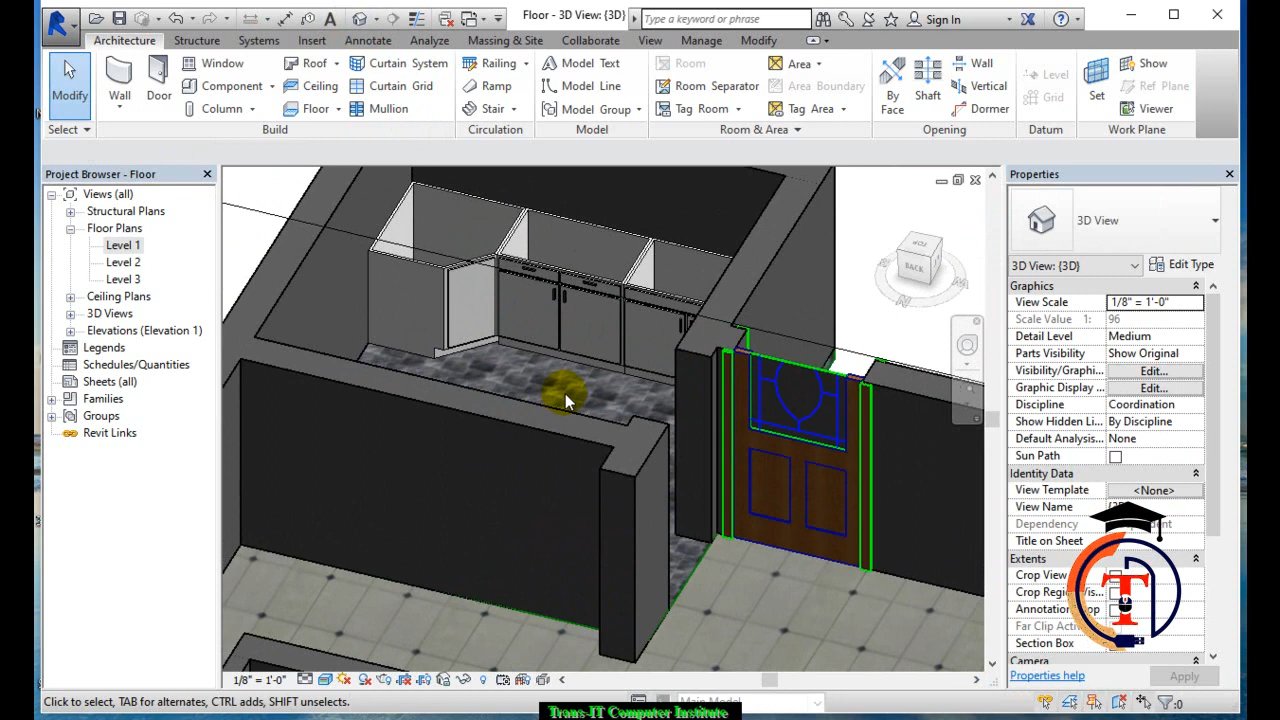 Floor - 3D View: {3D}
Type a keyword or phrase
Sign In
Architecture Structure Systems Insert Annotate Analyze Massing & Site Collaborate View Manage Modify
Modify
Wall
Door
Window
Component
Column
Roof
Ceiling
Floor
Curtain System
Curtain Grid
Mullion
Railing
Ramp
Stair
Model Text
Model Line
Model Group
Room
Room Separator
Tag Room
Area
Area Boundary
Tag Area
By
Face
Shaft
Wall
Vertical
Dormer
Level
Grid
Set
Show
Ref Plane
Viewer
Select Build Circulation Model Room & Area Opening Datum Work Plane
Project Browser - Floor
Views (all)
Structural Plans
Floor Plans
Level 1
Level 2
Level 3
Ceiling Plans
3D Views
Elevations (Elevation 1)
Legends
Schedules/Quantities
Sheets (all)
Families
Groups
Revit Links
TOP
BACK
Properties
3D View
3D View: {3D}
Edit Type
Graphics
View Scale 1/8" = 1'-0"
Scale Value 1: 96
Detail Level Medium
Parts Visibility Show Original
Visibility/Graphi... Edit...
Graphic Display ... Edit...
Discipline Coordination
Show Hidden Li... By Discipline
Default Analysis... None
Sun Path
Identity Data
View Template <None>
View Name
Dependency
Title on Sheet
Extents
Crop View
Far Clip Acti
Section Box
Camera
Properties help
Apply
1/8" = 1'-0"
Click to select, TAB for alternates, CTRL adds, SHIFT unselects.
Main Model
:0
Trans-IT Computer Institute